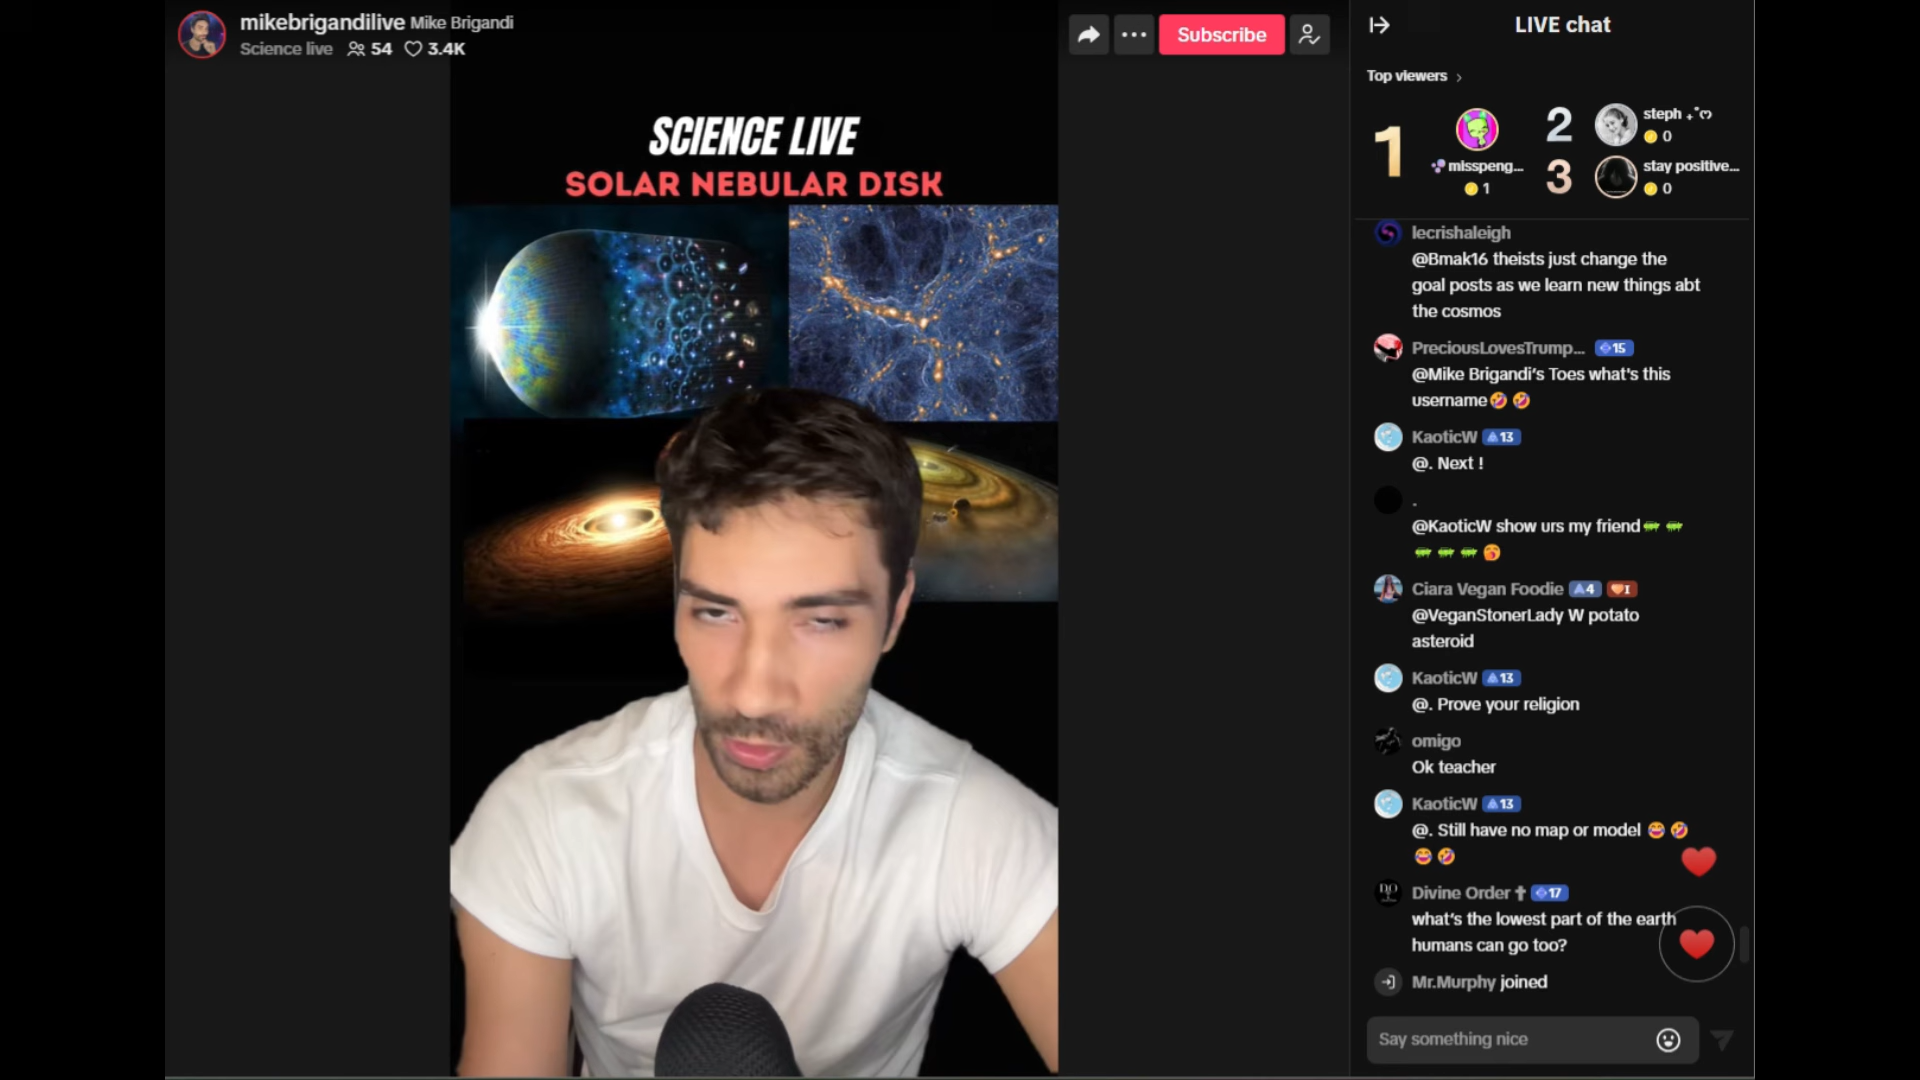 mikebrigandilive Mike Brigandi
Science live 54 3.4K
Subscribe
SCIENCE LIVE
SOLAR NEBULAR DISK
LIVE chat
Top viewers
1
misspeng...
1
2
steph
0
3
stay positive...
0
lecrishaleigh
@Bmak16 theists just change the
goal posts as we learn new things abt
the cosmos
PreciousLovesTrump... 15
@Mike Brigandi's Toes what's this
username🤣 🤣
KaoticW 13
@. Next !
.
@KaoticW show urs my friend
Ciara Vegan Foodie 4 I
@VeganStonerLady W potato
asteroid
KaoticW 13
@. Prove your religion
omigo
Ok teacher
KaoticW 13
@. Still have no map or model 😂 🤣
😂 🤣
DO
Divine Order ✝ 17
what's the lowest part of the earth
humans can go too?
Mr.Murphy joined
Say something nice